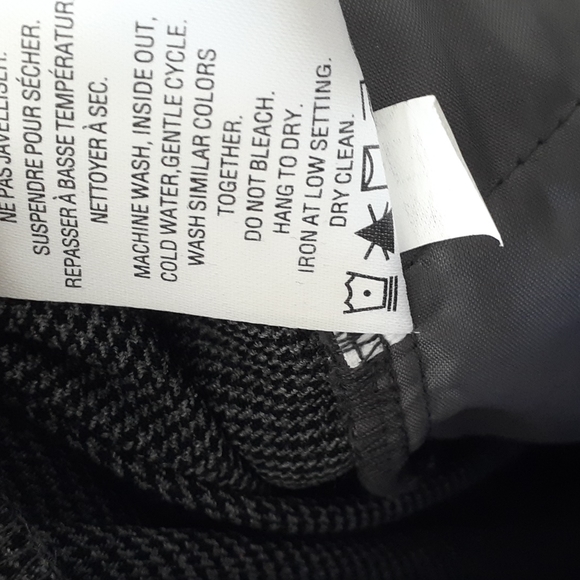 NE PAS JAVELLISER.
SUSPENDRE POUR SÉCHER.
REPASSER À BASSE TEMPÉRATUR
NETTOYER À SEC.
MACHINE WASH, INSIDE OUT,
COLD WATER,GENTLE CYCLE.
WASH SIMILAR COLORS
TOGETHER.
DO NOT BLEACH.
HANG TO DRY.
IRON AT LOW SETTING.
DRY CLEAN.